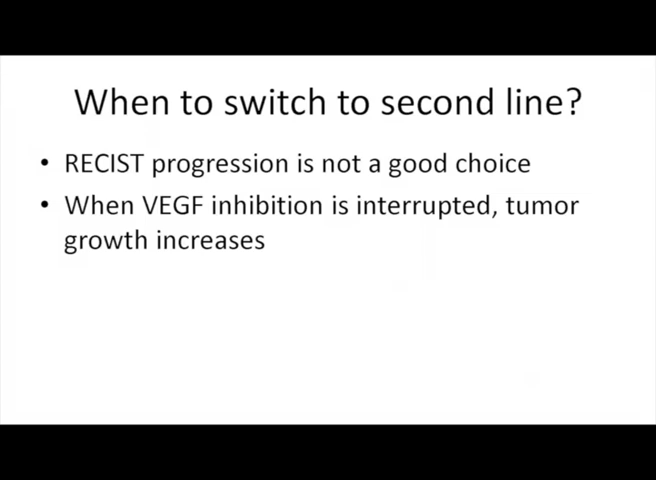 When to switch to second line?
• RECIST progression is not a good choice
• When VEGF inhibition is interrupted, tumor
growth increases